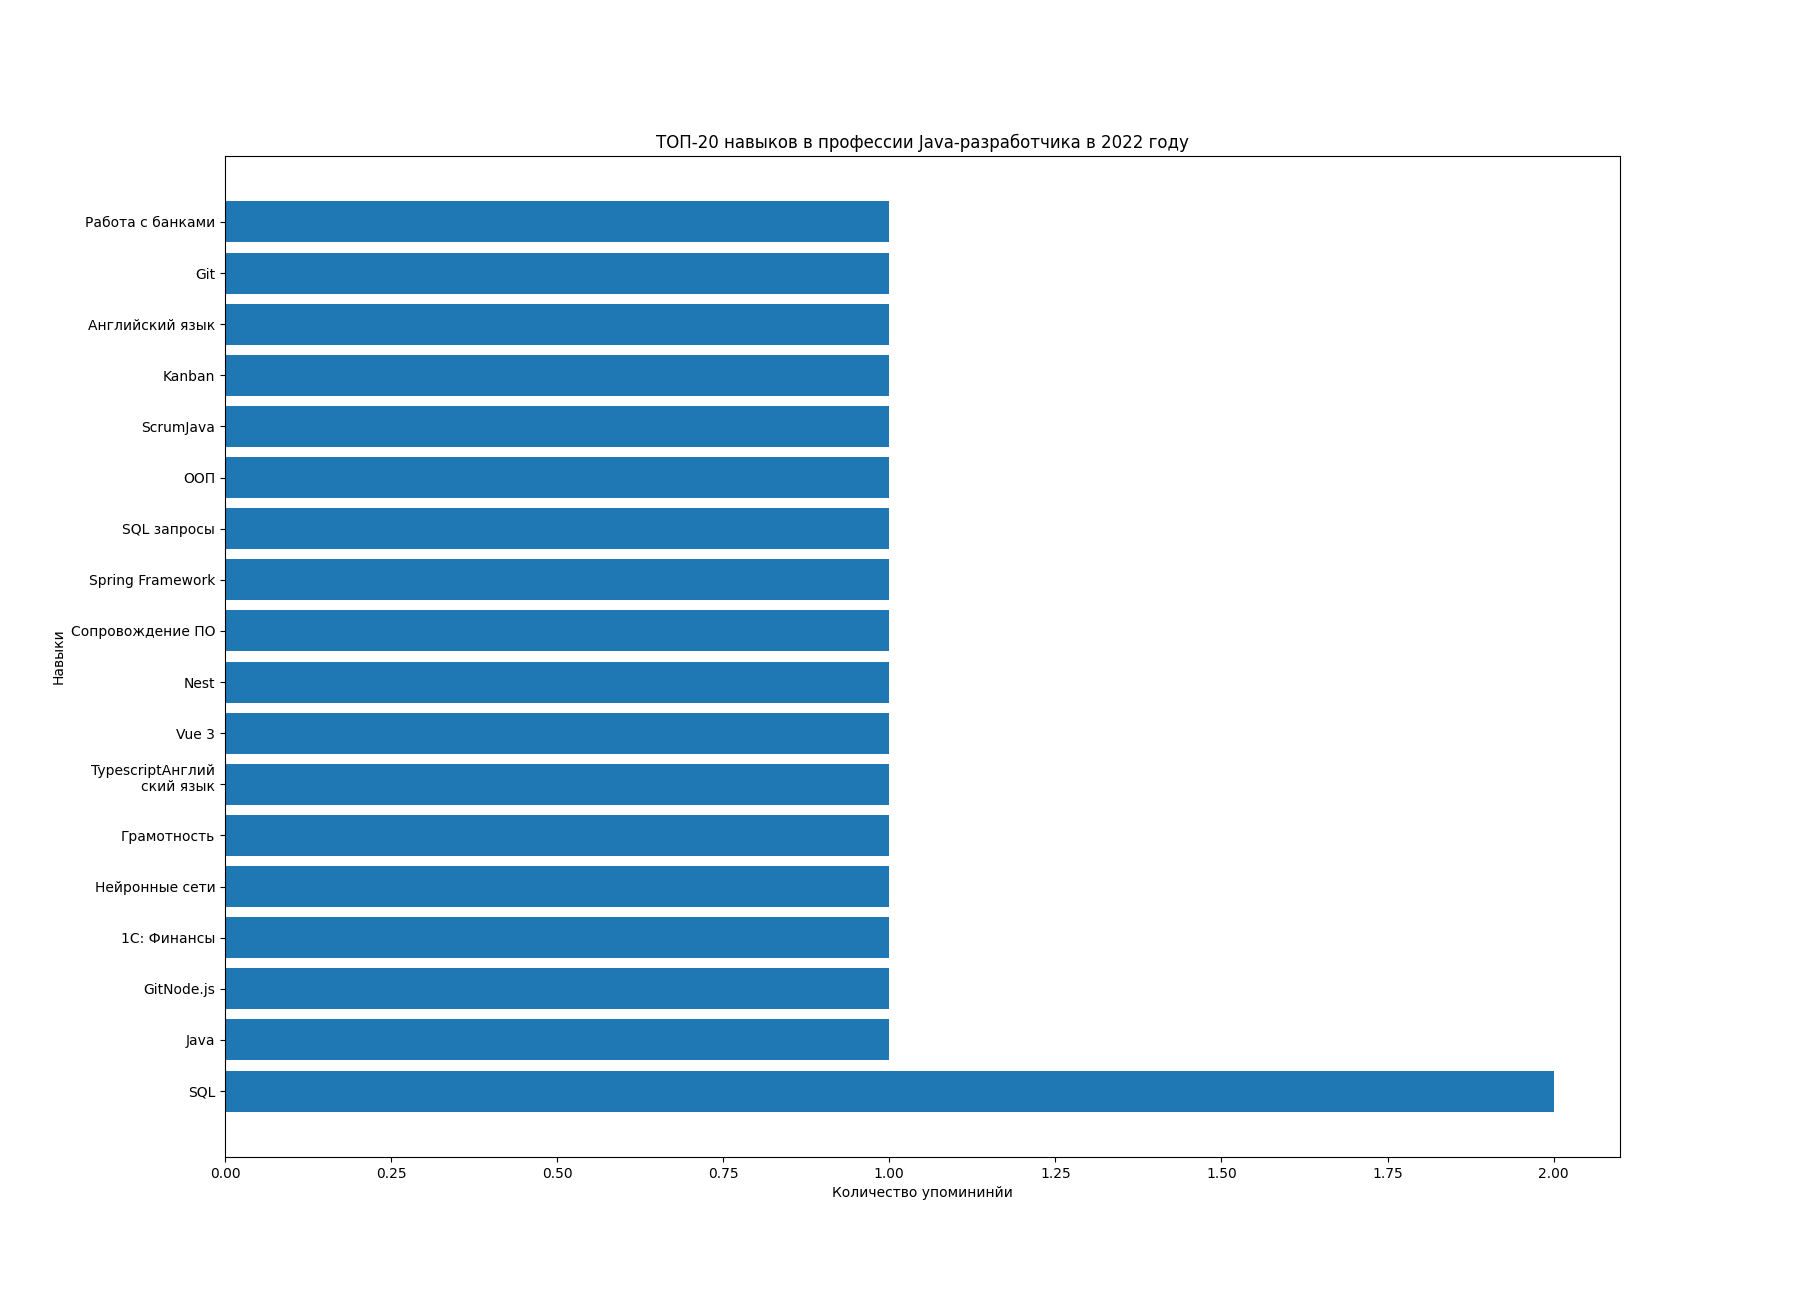 ТОП-20 навыков в профессии Java-разработчика в 2022 году
Работа с банками
Git
Английский язык
Kanban
ScrumJava
ООП
SQL запросы
Spring Framework
Сопровождение ПО
Nest
Vue 3
TypescriptАнглий
ский язык
Грамотность
Нейронные сети
1С: Финансы
GitNode.js
Java
SQL
Навыки
0.00 0.25 0.50 0.75 1.00 1.25 1.50 1.75 2.00
Количество упомининйи